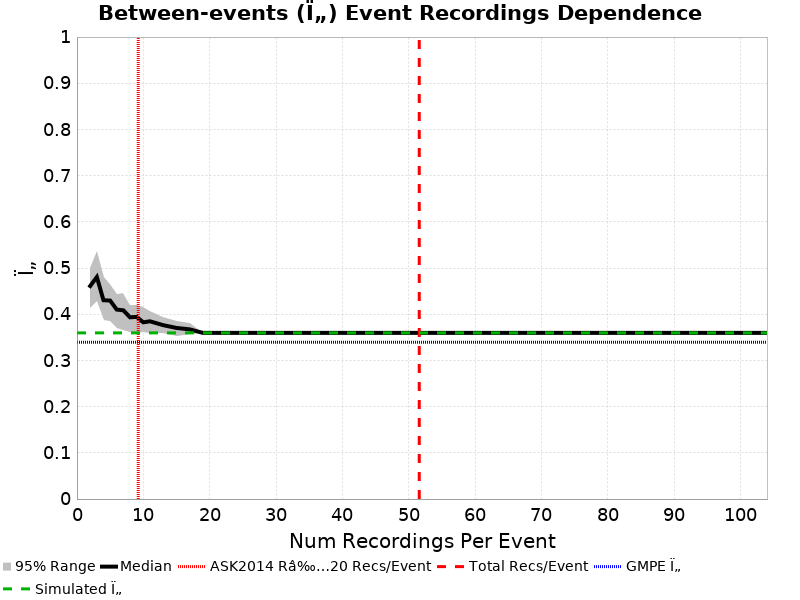 Between-events (Ï„) Event Recordings Dependence
1
0.9
0.8
0.7
0.6
0.5
0.4
0.3
0.2
0.1
0
Ï„
0 10 20 30 40 50 60 70 80 90 100
Num Recordings Per Event
95% Range Median ASK2014 Râ‰…20 Recs/Event Total Recs/Event GMPE Ï„
Simulated Ï„